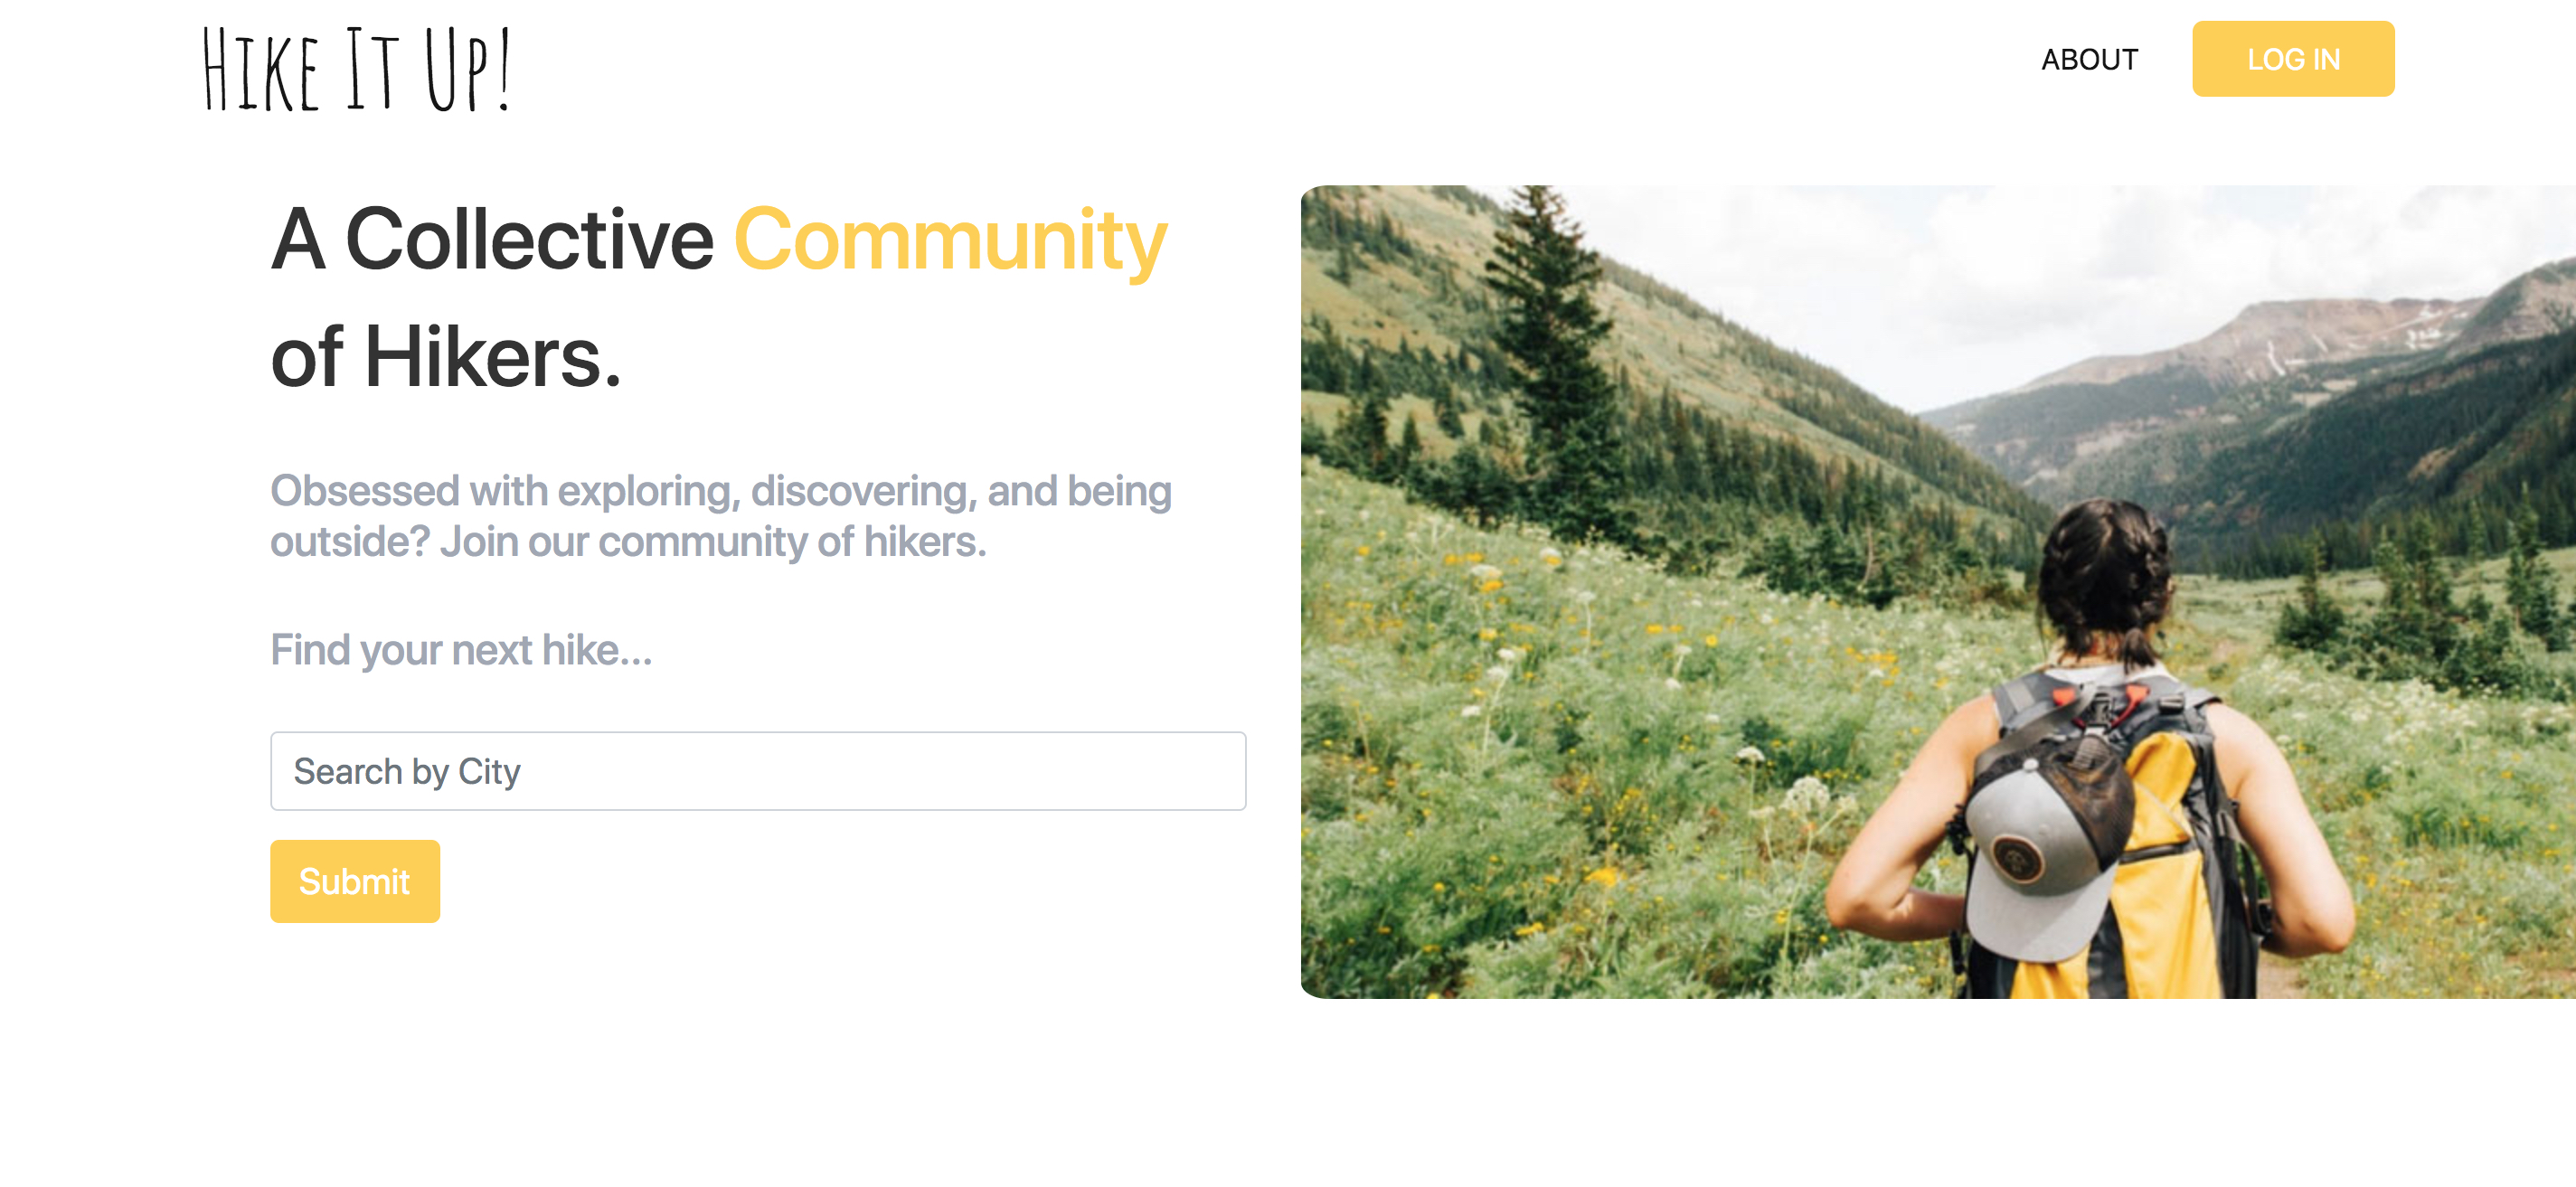 Hike It Up!
ABOUT
LOG IN
A Collective Community
of Hikers.
Obsessed with exploring, discovering, and being
outside? Join our community of hikers.
Find your next hike...
Search by City
Submit